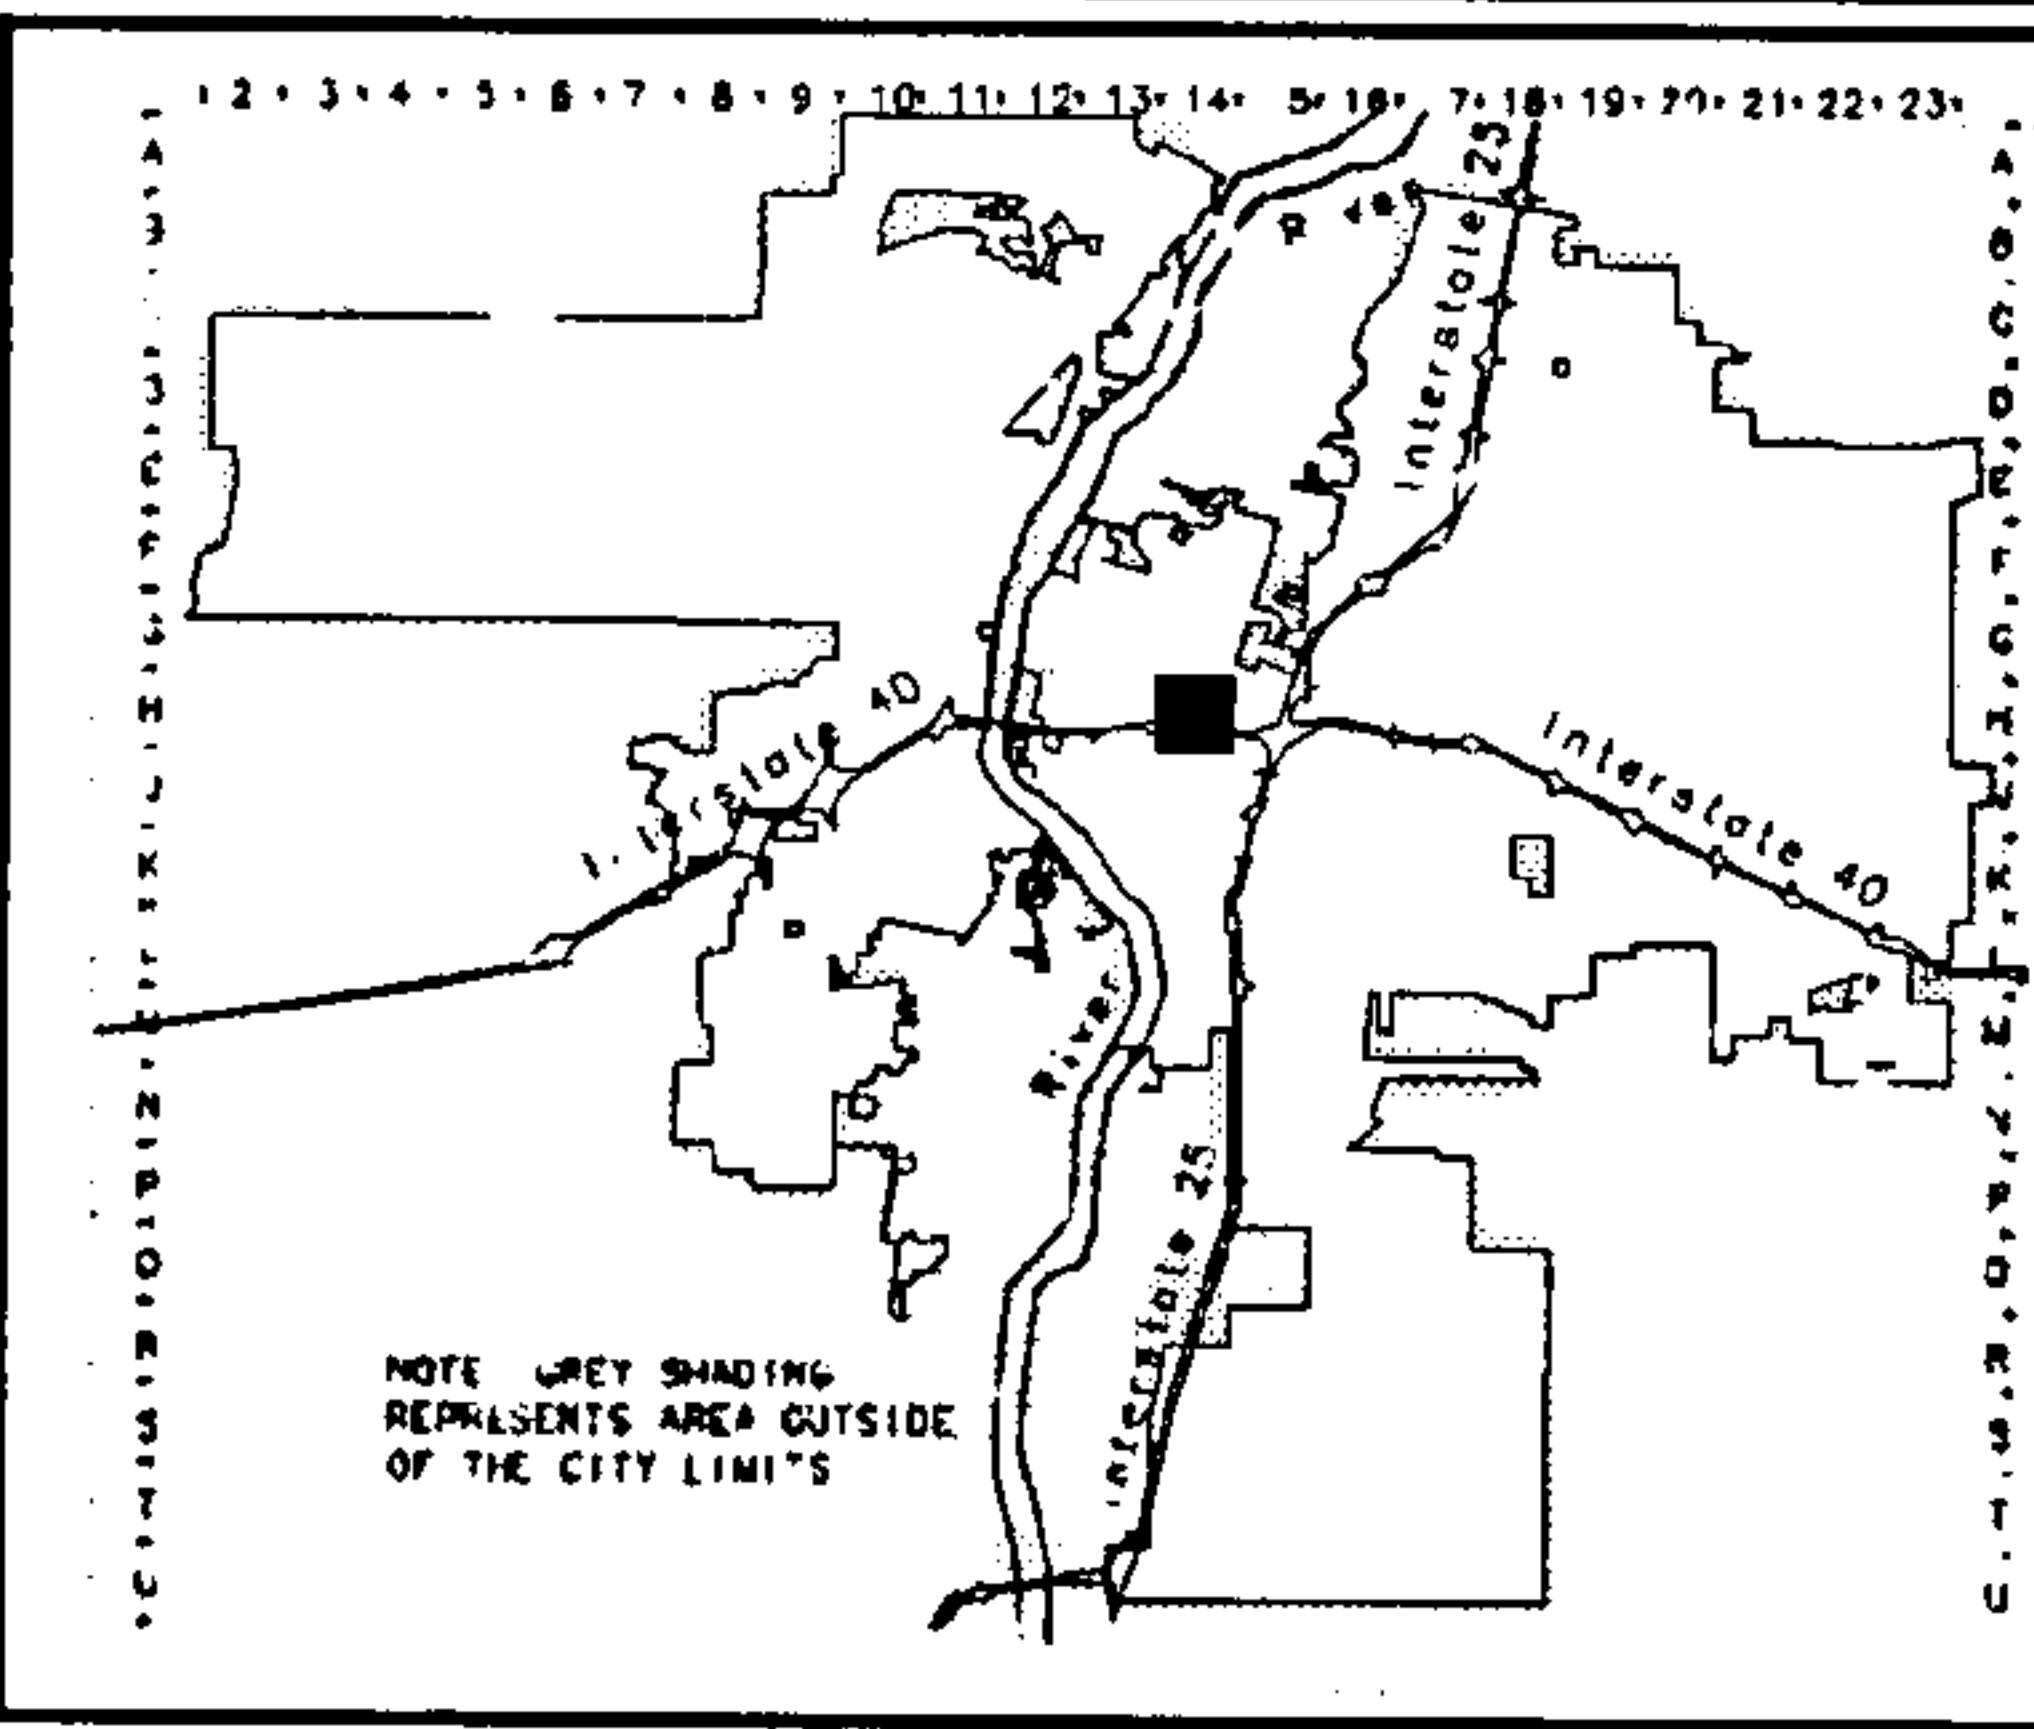 2 3 4 5 6 7 8 9 10 11 12 13 14 5 16 7 18 19 20 21 22 23
A
A
B
C
D
E
E
F
F
G
G
H
H
J
J
K
K
L
L
M
N
N
P
P
Q
Q
R
R
S
S
T
T
U
U
Interstate 25
Interstate 40
40
River
25
NOTE GREY SHADING
REPRESENTS AREA OUTSIDE
OF THE CITY LIMITS